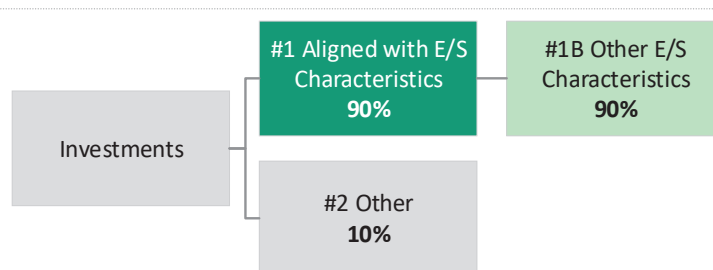 #1 Aligned with E/S
Characteristics
90%
#1B Other E/S
Characteristics
90%
Investments
#2 Other
10%